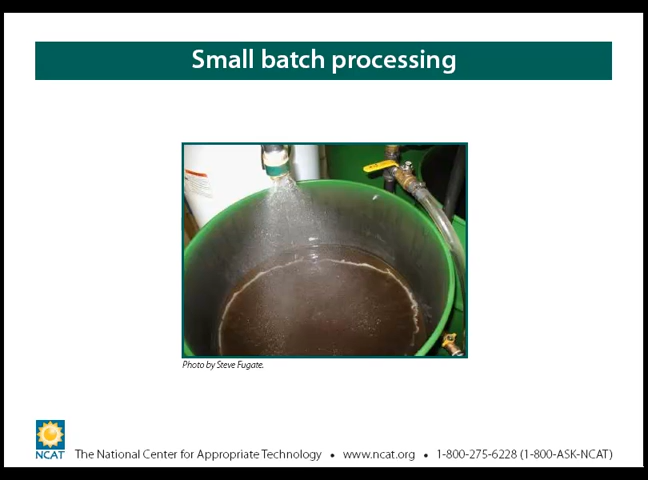 Small batch processing
Photo by Steve Fugate.
NCAT The National Center for Appropriate Technology • www.ncat.org • 1-800-275-6228 (1-800-ASK-NCAT)